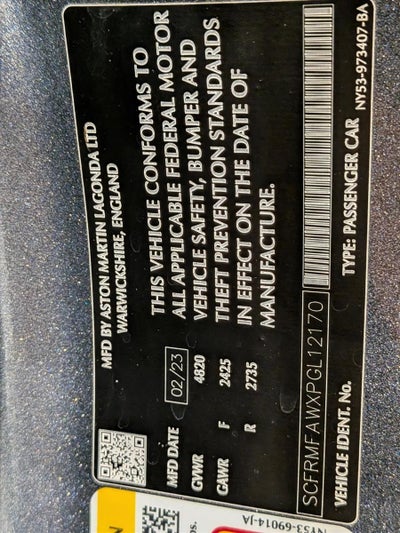 MFD BY ASTON MARTIN LAGONDA LTD
WARWICKSHIRE, ENGLAND
MFD DATE 02/23
GVWR 4820
GAWR F 2425
R 2735
THIS VEHICLE CONFORMS TO
ALL APPLICABLE FEDERAL MOTOR
VEHICLE SAFETY, BUMPER AND
THEFT PREVENTION STANDARDS
IN EFFECT ON THE DATE OF
MANUFACTURE.
SCFRMFAWXPGL12170
VEHICLE IDENT. No.
TYPE: PASSENGER CAR
NY53-973407-BA
NY53-69014-JA